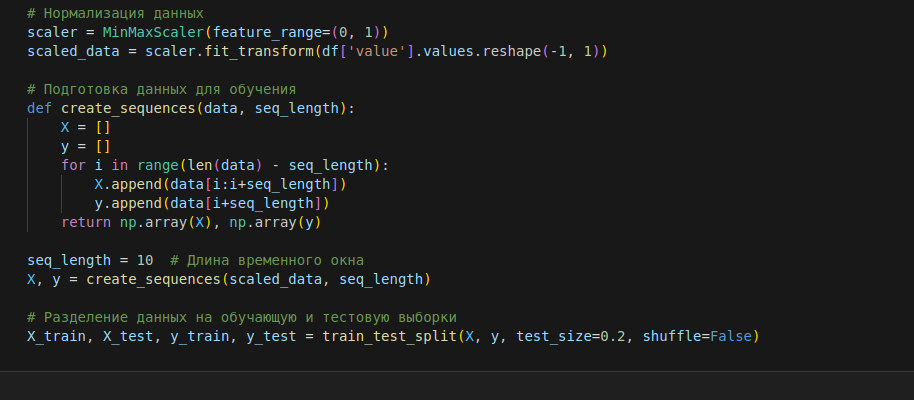 # Нормализация данных
scaler = MinMaxScaler(feature_range=(0, 1))
scaled_data = scaler.fit_transform(df['value'].values.reshape(-1, 1))
# Подготовка данных для обучения
def create_sequences(data, seq_length):
    X = []
    y = []
    for i in range(len(data) - seq_length):
        X.append(data[i:i+seq_length])
        y.append(data[i+seq_length])
    return np.array(X), np.array(y)
seq_length = 10  # Длина временного окна
X, y = create_sequences(scaled_data, seq_length)
# Разделение данных на обучающую и тестовую выборки
X_train, X_test, y_train, y_test = train_test_split(X, y, test_size=0.2, shuffle=False)